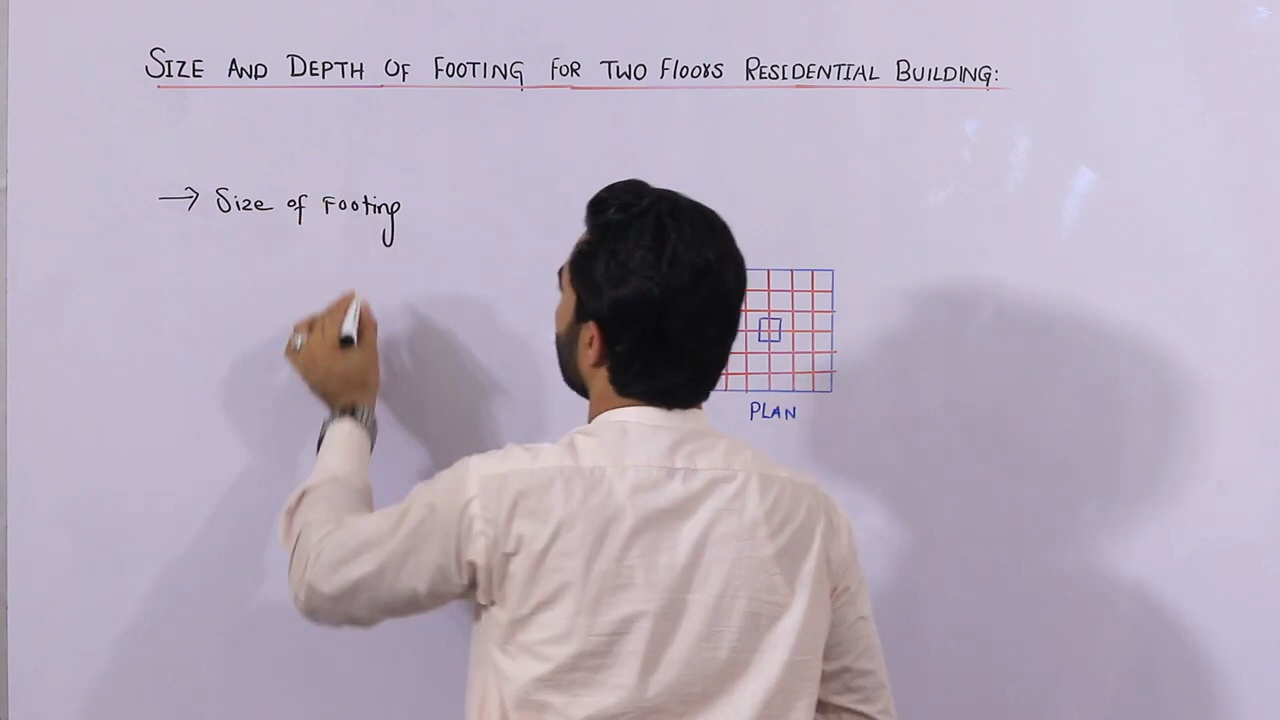 SIZE AND DEPTH OF FOOTING FOR TWO Floors RESIDENTIAL BUILDING:
→ Size of Footing
PLAN